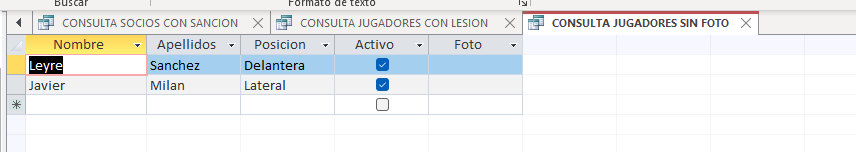 Buscar Formato de texto
CONSULTA SOCIOS CON SANCION CONSULTA JUGADORES CON LESION CONSULTA JUGADORES SIN FOTO
Nombre Apellidos Posicion Activo Foto
Leyre Sanchez Delantera
Javier Milan Lateral